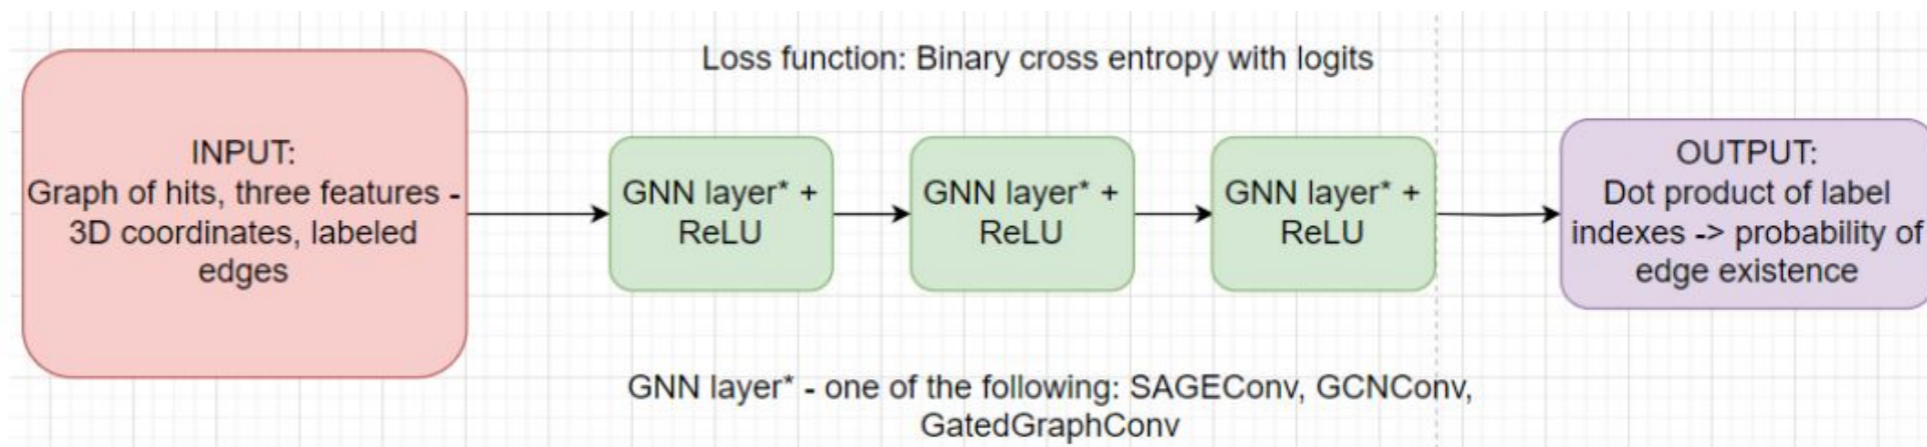 Loss function: Binary cross entropy with logits
INPUT:
Graph of hits, three features -
3D coordinates, labeled
edges
GNN layer* +
ReLU
GNN layer* +
ReLU
GNN layer* +
ReLU
OUTPUT:
Dot product of label
indexes -> probability of
edge existence
GNN layer* - one of the following: SAGEConv, GCNConv,
GatedGraphConv